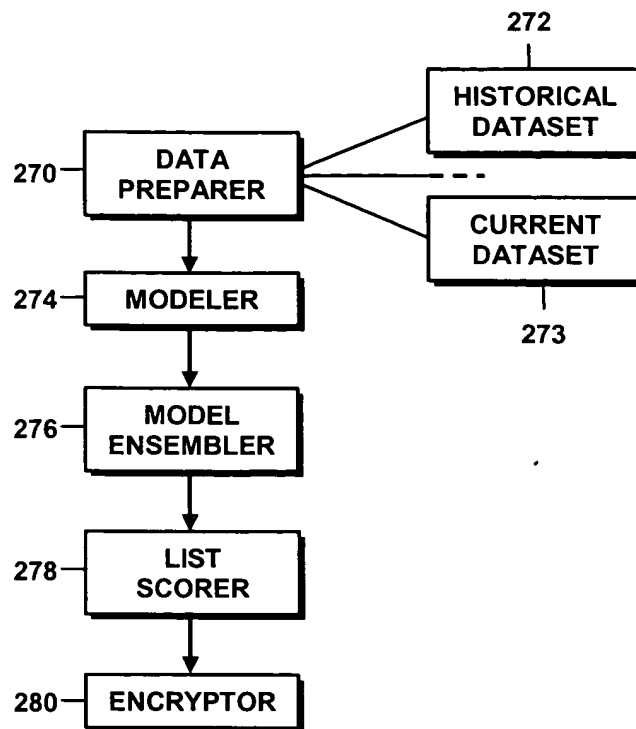 272
HISTORICAL
DATASET
270
DATA
PREPARER
CURRENT
DATASET
273
274
MODELER
276
MODEL
ENSEMBLER
278
LIST
SCORER
280
ENCRYPTOR